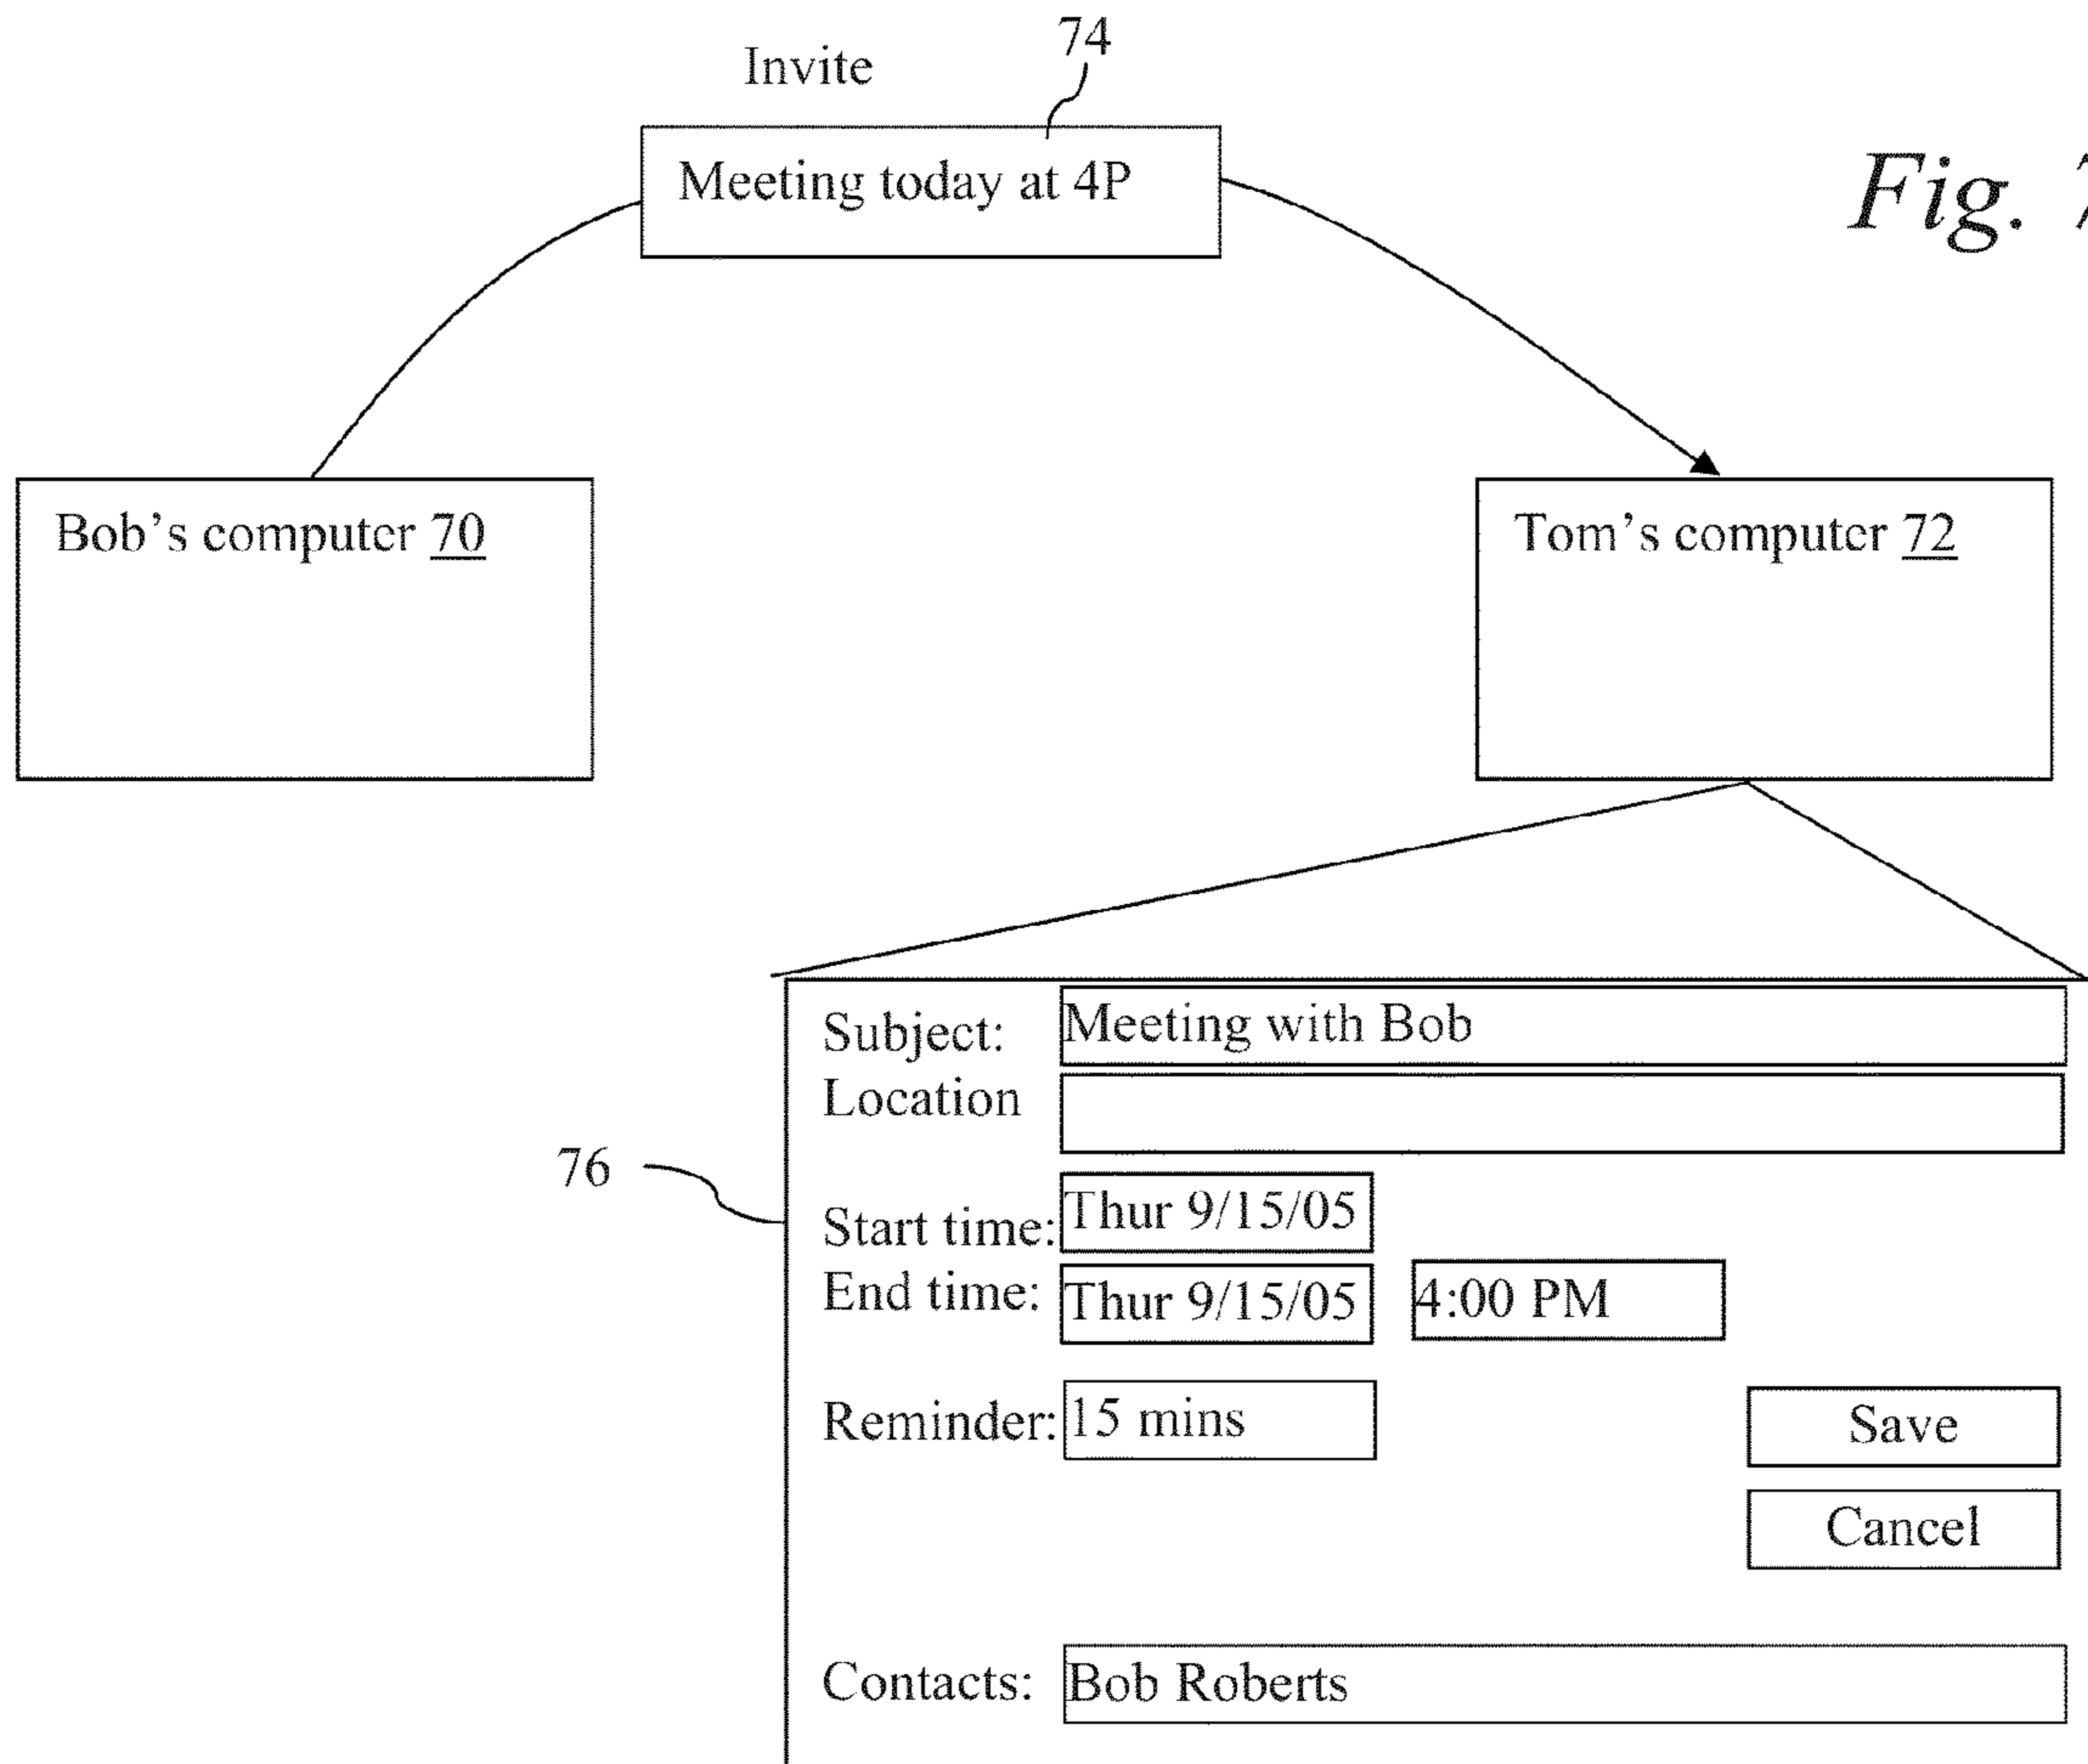 74
Invite
Meeting today at 4P
Fig. 7
Bob's computer 70
Tom's computer 72
Subject: Meeting with Bob
Location
76
Start time: Thur 9/15/05
End time: Thur 9/15/05 4:00 PM
Reminder: 15 mins
Save
Cancel
Contacts: Bob Roberts